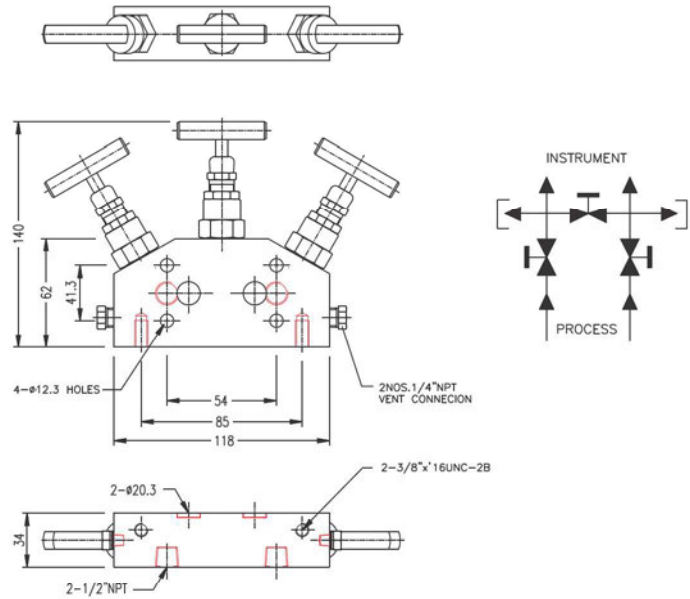 INSTRUMENT
140
62
41.3
PROCESS
4-ø12.3 HOLES
54
2NOS.1/4"NPT
VENT CONNECION
85
118
2-3/8"x'16UNC-2B
2-ø20.3
34
2-1/2"NPT